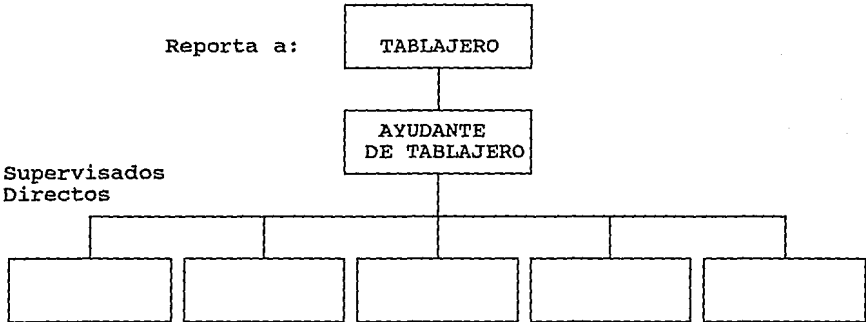 Reporta a:
TABLAJERO
AYUDANTE
DE TABLAJERO
Supervisados
Directos